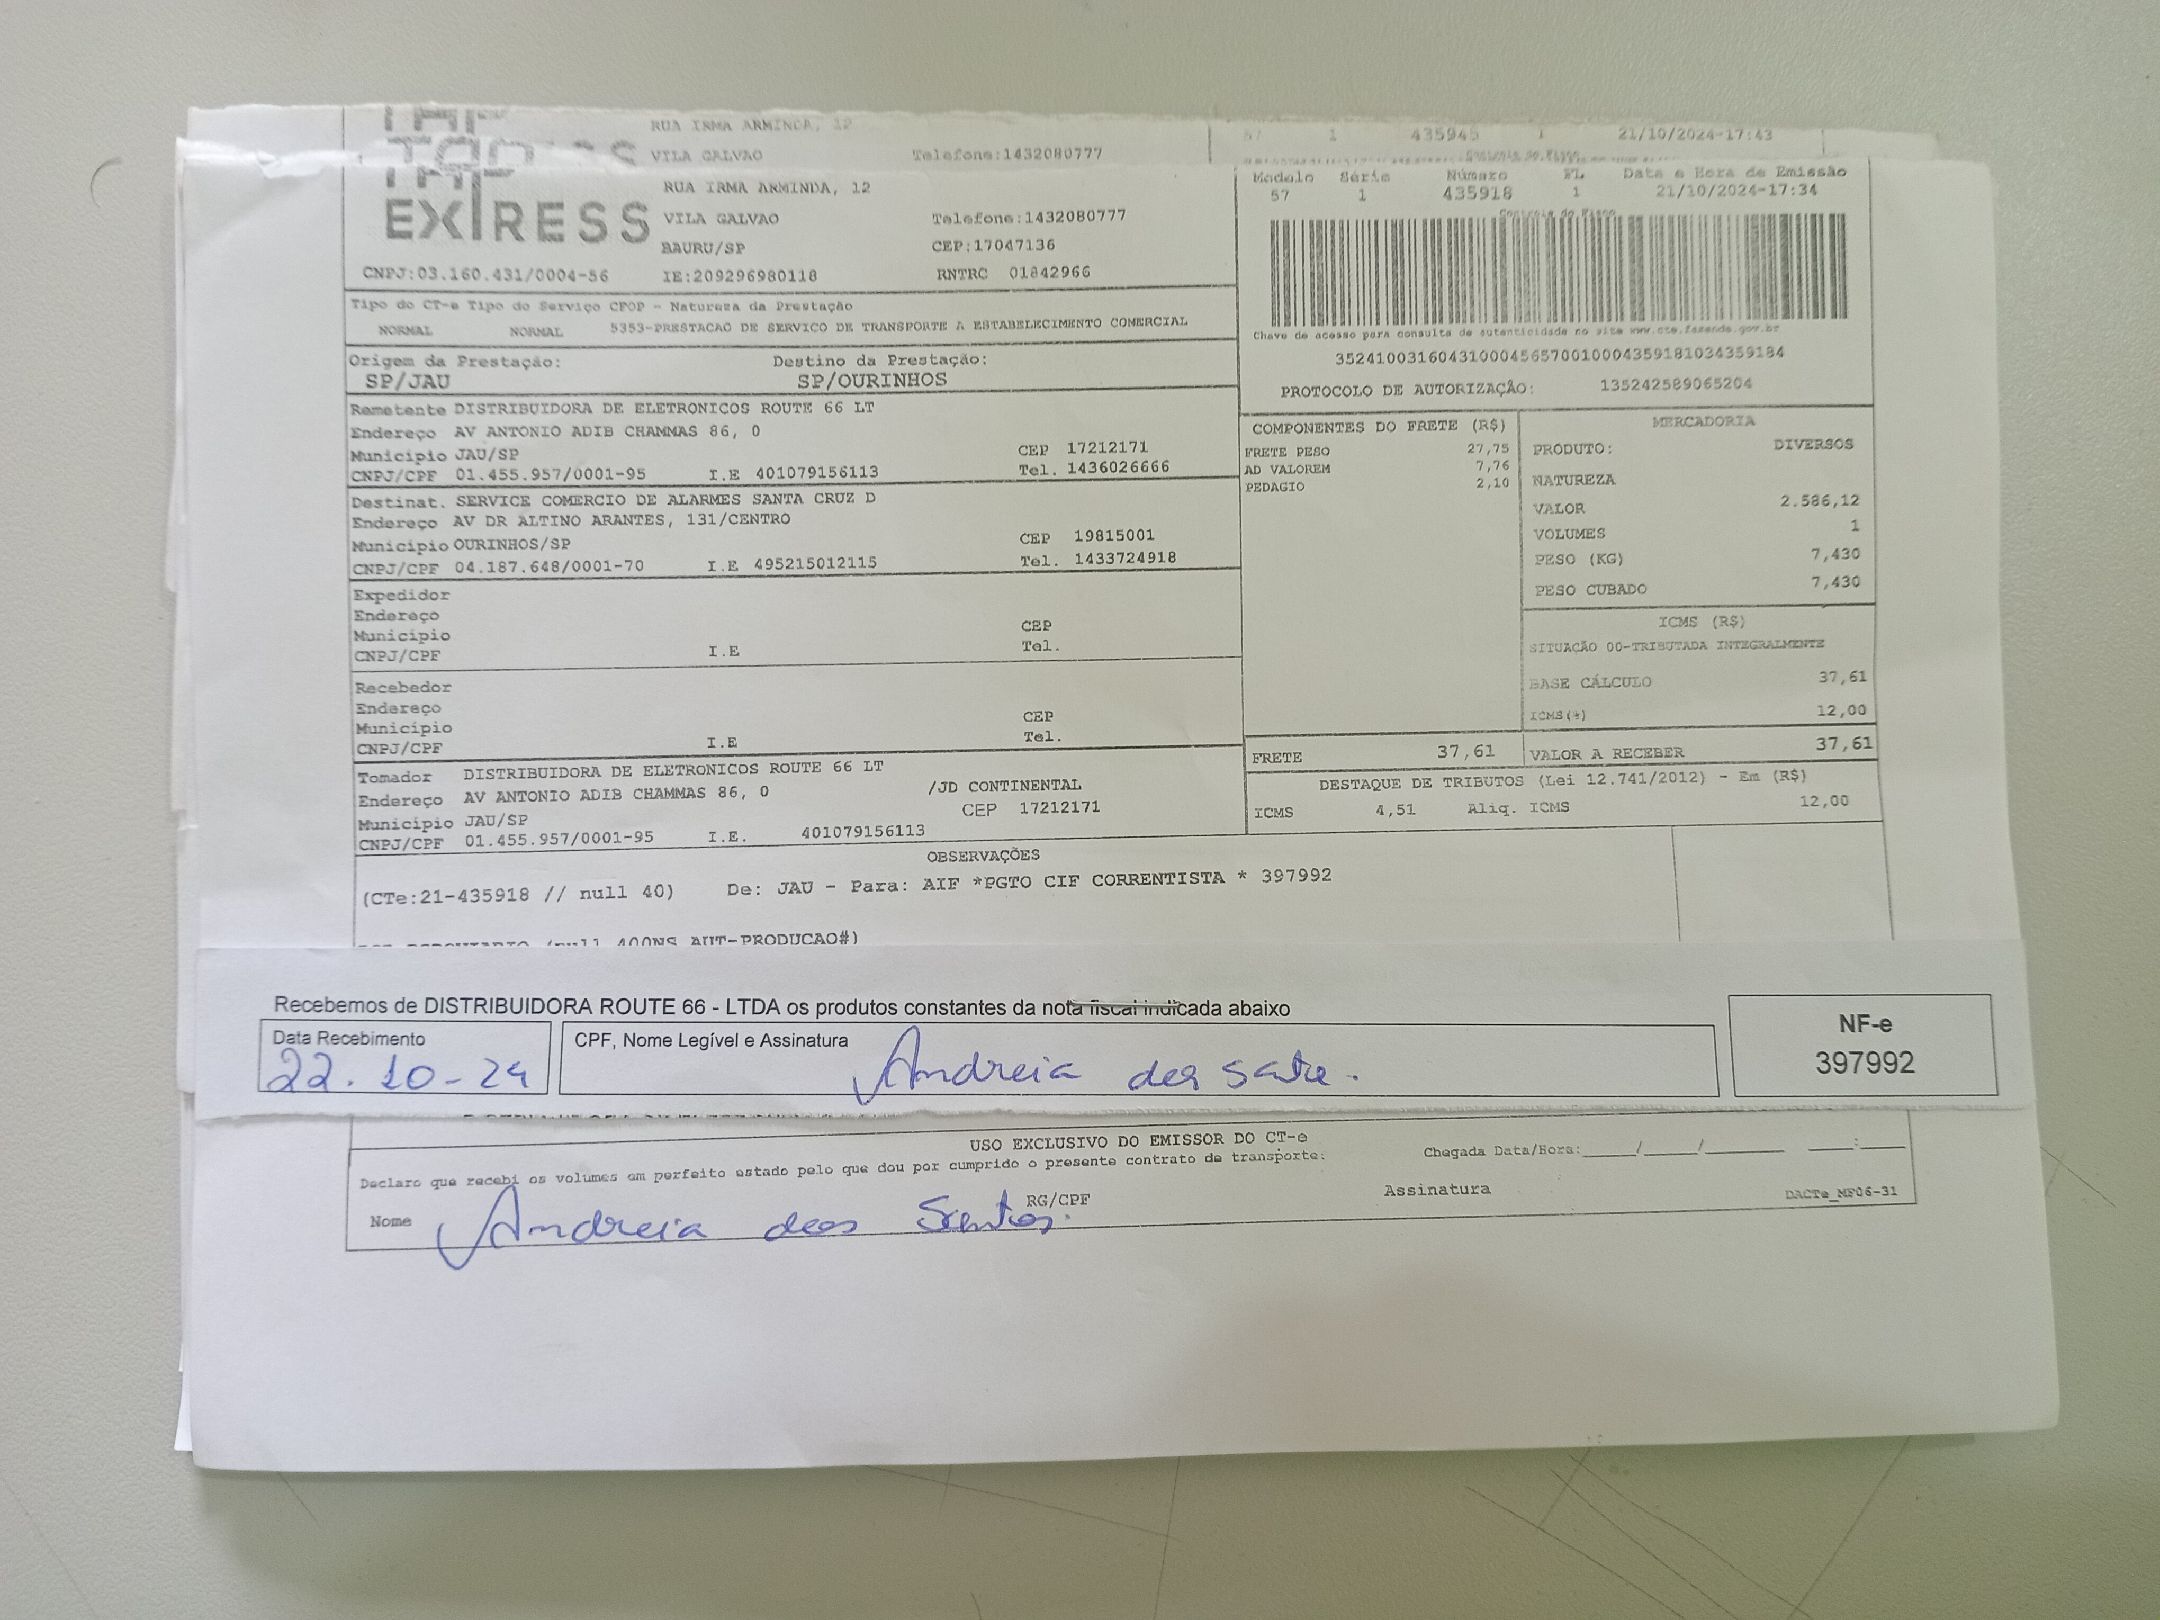 RUA IRMA ARMINDA, 12
57 1 435945 1 21/10/2024-17:43
VILA GALVAO Telefone:1432080777
Modelo Série Número FL Data e Hora de Emissão
57 1 435918 1 21/10/2024-17:34
EXPRESS
RUA IRMA ARMINDA, 12
VILA GALVAO Telefone:1432080777
BAURU/SP CEP:17047136
CNPJ:03.160.431/0004-56 IE:209296980118 RNTRC 01842966
Tipo do CT-e Tipo do Serviço CFOP - Natureza da Prestação
NORMAL NORMAL 5353-PRESTACAO DE SERVICO DE TRANSPORTE A ESTABELECIMENTO COMERCIAL
Chave de acesso para consulta de autenticidade no site www.cte.fazenda.gov.br
35241003160431000456570010004359181034359184
PROTOCOLO DE AUTORIZAÇÃO: 135242589065204
Origem da Prestação: Destino da Prestação:
SP/JAU SP/OURINHOS
Remetente DISTRIBUIDORA DE ELETRONICOS ROUTE 66 LT
Endereço AV ANTONIO ADIB CHAMMAS 86, 0
Município JAU/SP CEP 17212171
CNPJ/CPF 01.455.957/0001-95 I.E 401079156113 Tel. 1436026666
Destinat. SERVICE COMERCIO DE ALARMES SANTA CRUZ D
Endereço AV DR ALTINO ARANTES, 131/CENTRO
Município OURINHOS/SP CEP 19815001
CNPJ/CPF 04.187.648/0001-70 I.E 495215012115 Tel. 1433724918
Expedidor
Endereço
Município CEP
CNPJ/CPF I.E Tel.
Recebedor
Endereço
Município CEP
CNPJ/CPF I.E Tel.
Tomador DISTRIBUIDORA DE ELETRONICOS ROUTE 66 LT
Endereço AV ANTONIO ADIB CHAMMAS 86, 0 /JD CONTINENTAL
Município JAU/SP CEP 17212171
CNPJ/CPF 01.455.957/0001-95 I.E. 401079156113
COMPONENTES DO FRETE (R$)
FRETE PESO 27,75
AD VALOREM 7,76
PEDAGIO 2,10
MERCADORIA
PRODUTO: DIVERSOS
NATUREZA
VALOR 2.586,12
VOLUMES 1
PESO (KG) 7,430
PESO CUBADO 7,430
ICMS (R$)
SITUACÃO 00-TRIBUTADA INTEGRALMENTE
BASE CÁLCULO 37,61
ICMS(%) 12,00
FRETE 37,61 VALOR A RECEBER 37,61
DESTAQUE DE TRIBUTOS (Lei 12.741/2012) - Em (R$)
ICMS 4,51 Aliq. ICMS 12,00
OBSERVAÇÕES
(CTe:21-435918 // null 40) De: JAU - Para: AIF *PGTO CIF CORRENTISTA * 397992
(null 400NS AUT-PRODUCAO#)
Recebemos de DISTRIBUIDORA ROUTE 66 - LTDA os produtos constantes da nota fiscal indicada abaixo
Data Recebimento CPF, Nome Legível e Assinatura
22.10-24 Andreia dos
NF-e
397992
USO EXCLUSIVO DO EMISSOR DO CT-e
Declaro que recebi os volumes em perfeito estado pelo que dou por cumprido o presente contrato de transporte: Chegada Data/Hora:____/____/______ ____:____
Nome Andreia dos Santos. RG/CPF Assinatura DACTe_MF06-31